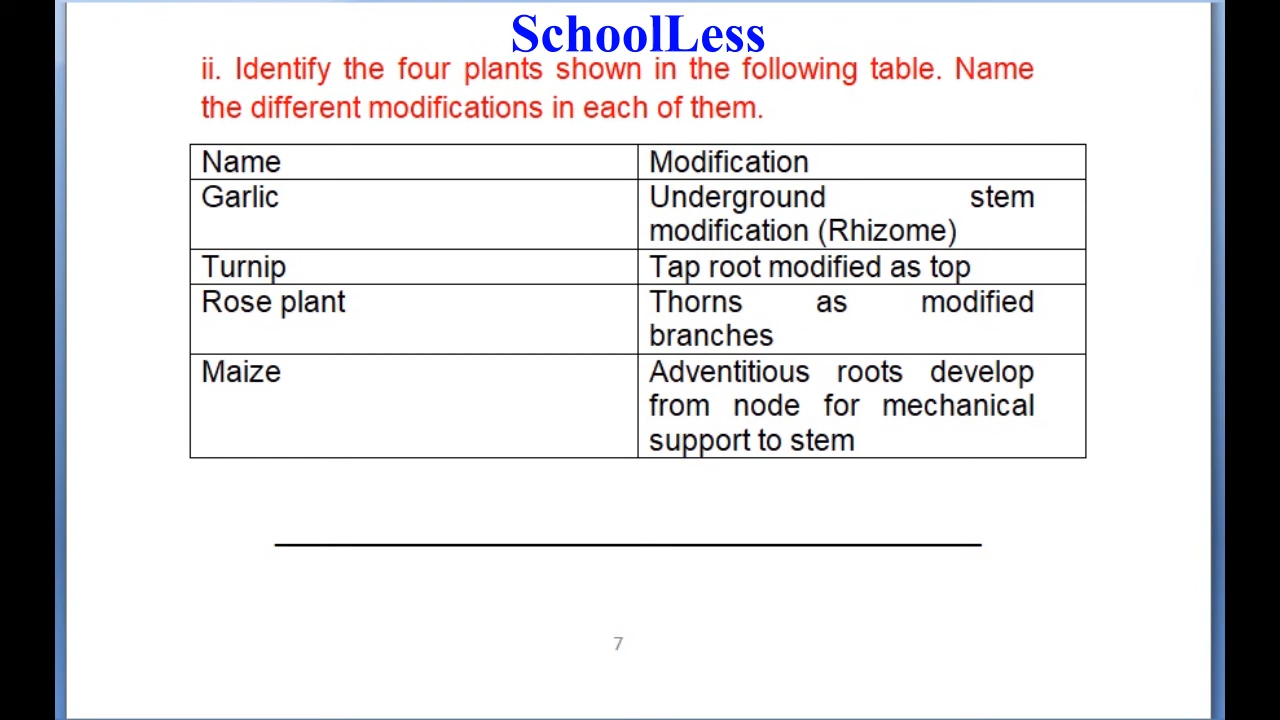 SchoolLess
ii. Identify the four plants shown in the following table. Name
the different modifications in each of them.
Name Modification
Garlic Underground stem
modification (Rhizome)
Turnip Tap root modified as top
Rose plant Thorns as modified
branches
Maize Adventitious roots develop
from node for mechanical
support to stem
7